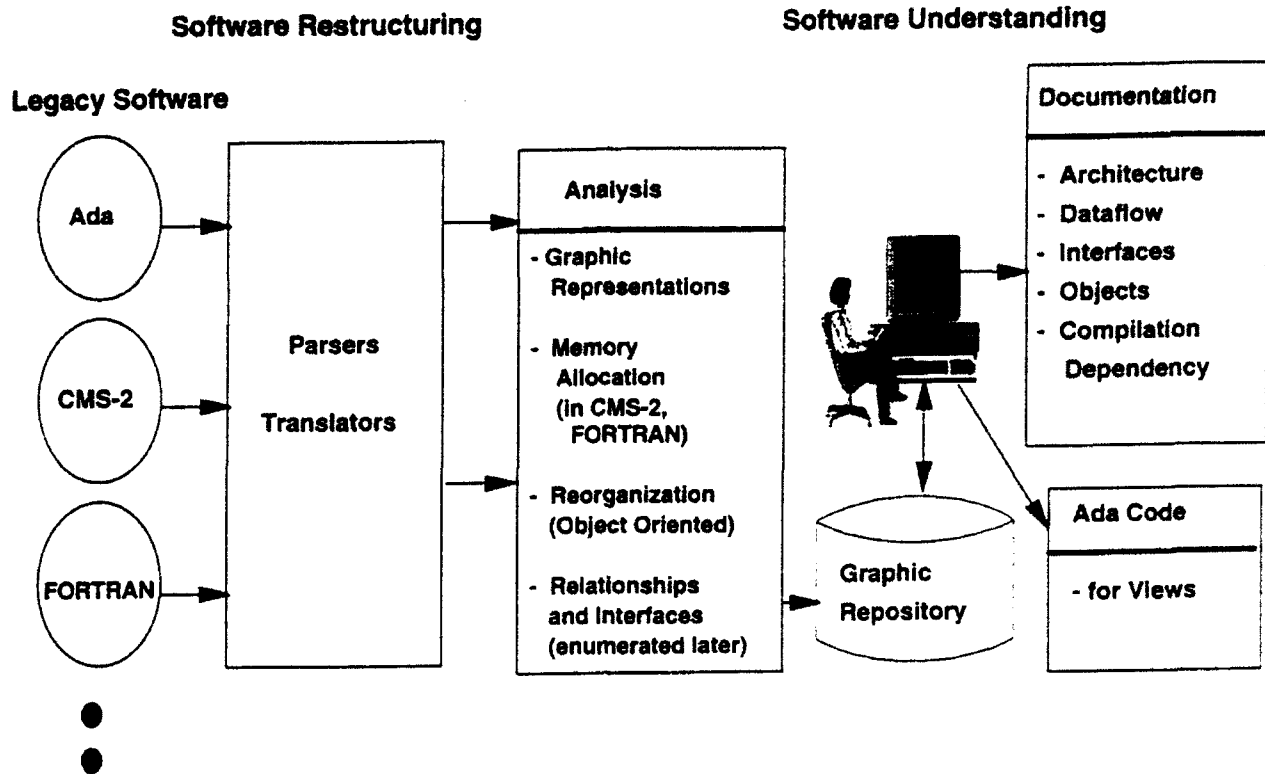 Software Restructuring
Software Understanding
Legacy Software
Ada
CMS-2
FORTRAN
Parsers
Translators
Analysis
- Graphic
Representations
- Memory
Allocation
(in CMS-2,
FORTRAN)
- Reorganization
(Object Oriented)
- Relationships
and Interfaces
(enumerated later)
Graphic
Repository
Documentation
- Architecture
- Dataflow
- Interfaces
- Objects
- Compilation
Dependency
Ada Code
- for Views